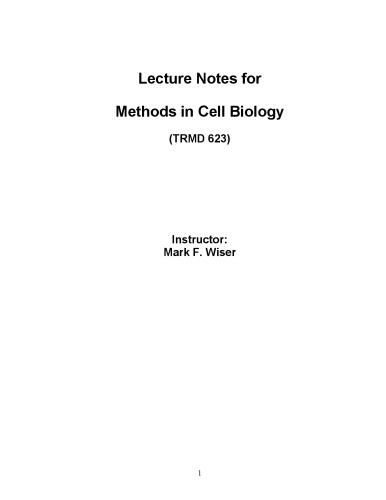 Lecture Notes for
Methods in Cell Biology
(TRMD 623)
Instructor:
Mark F. Wiser
1